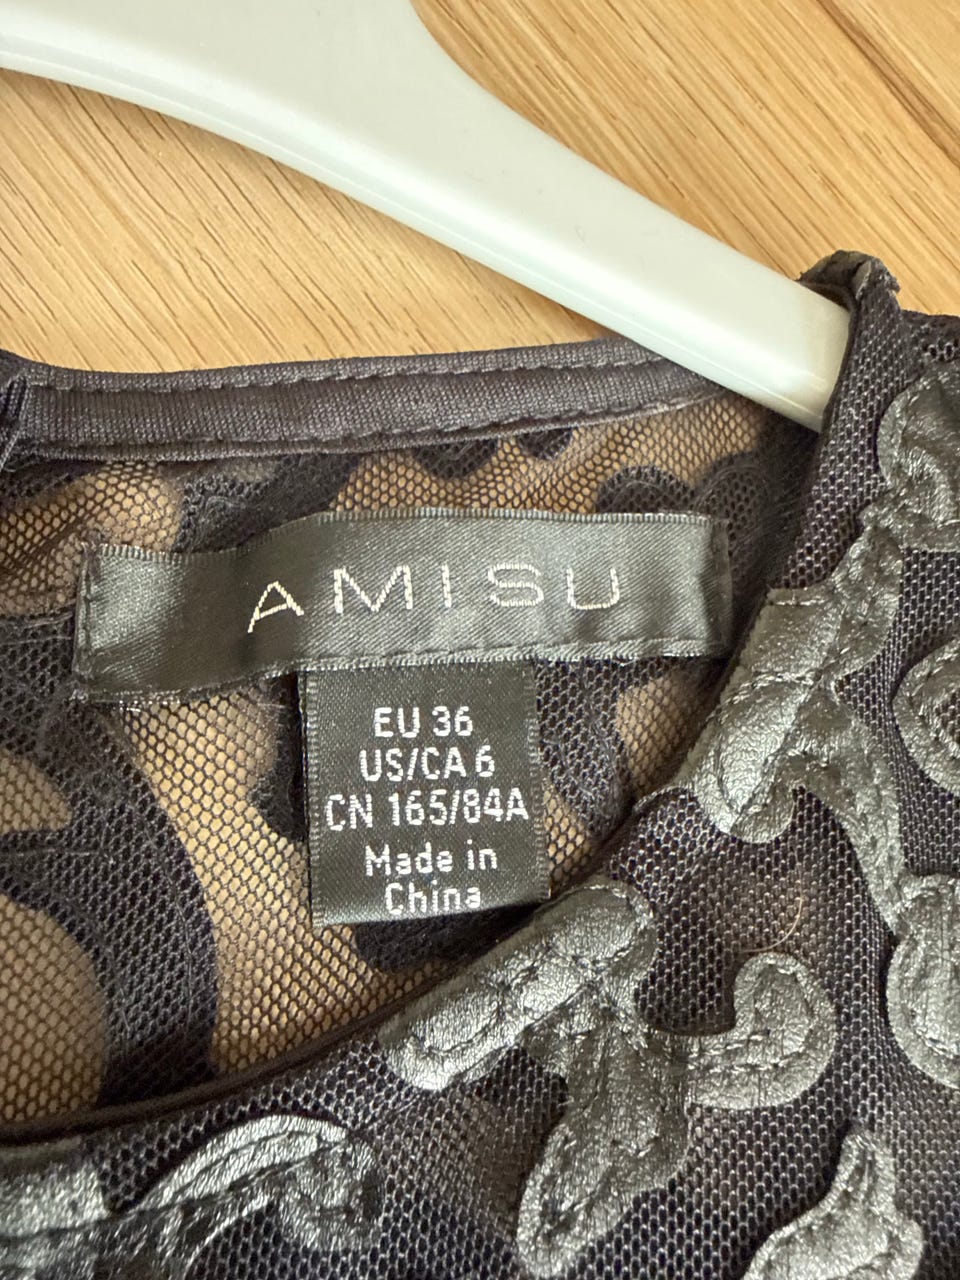 AMISU
EU 36
US/CA 6
CN 165/84A
Made in
China